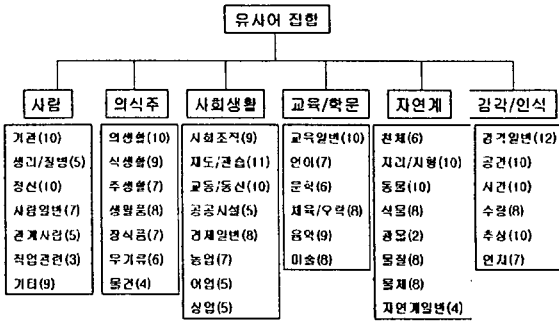 유사어 집합
사람
기관(10)
생리/질병(5)
정신(10)
사람일반(7)
관계사람(5)
직업관련(3)
기타(9)
의식주
의생활(10)
식생활(9)
주생활(7)
생필품(8)
장식품(7)
무기류(6)
물건(4)
사회생활
사회조직(9)
제도/관습(11)
교통/통신(10)
공공시설(5)
경제일반(8)
농업(7)
어업(5)
상업(5)
교육/학문
교육일반(10)
언어(7)
문학(6)
체육/오락(8)
음악(9)
미술(8)
자연계
천체(6)
지리/지형(10)
동물(10)
식물(8)
광물(2)
물질(8)
물체(8)
자연계일반(4)
감각/인식
감각일반(12)
공간(10)
시간(10)
수량(8)
추상(10)
인지(7)